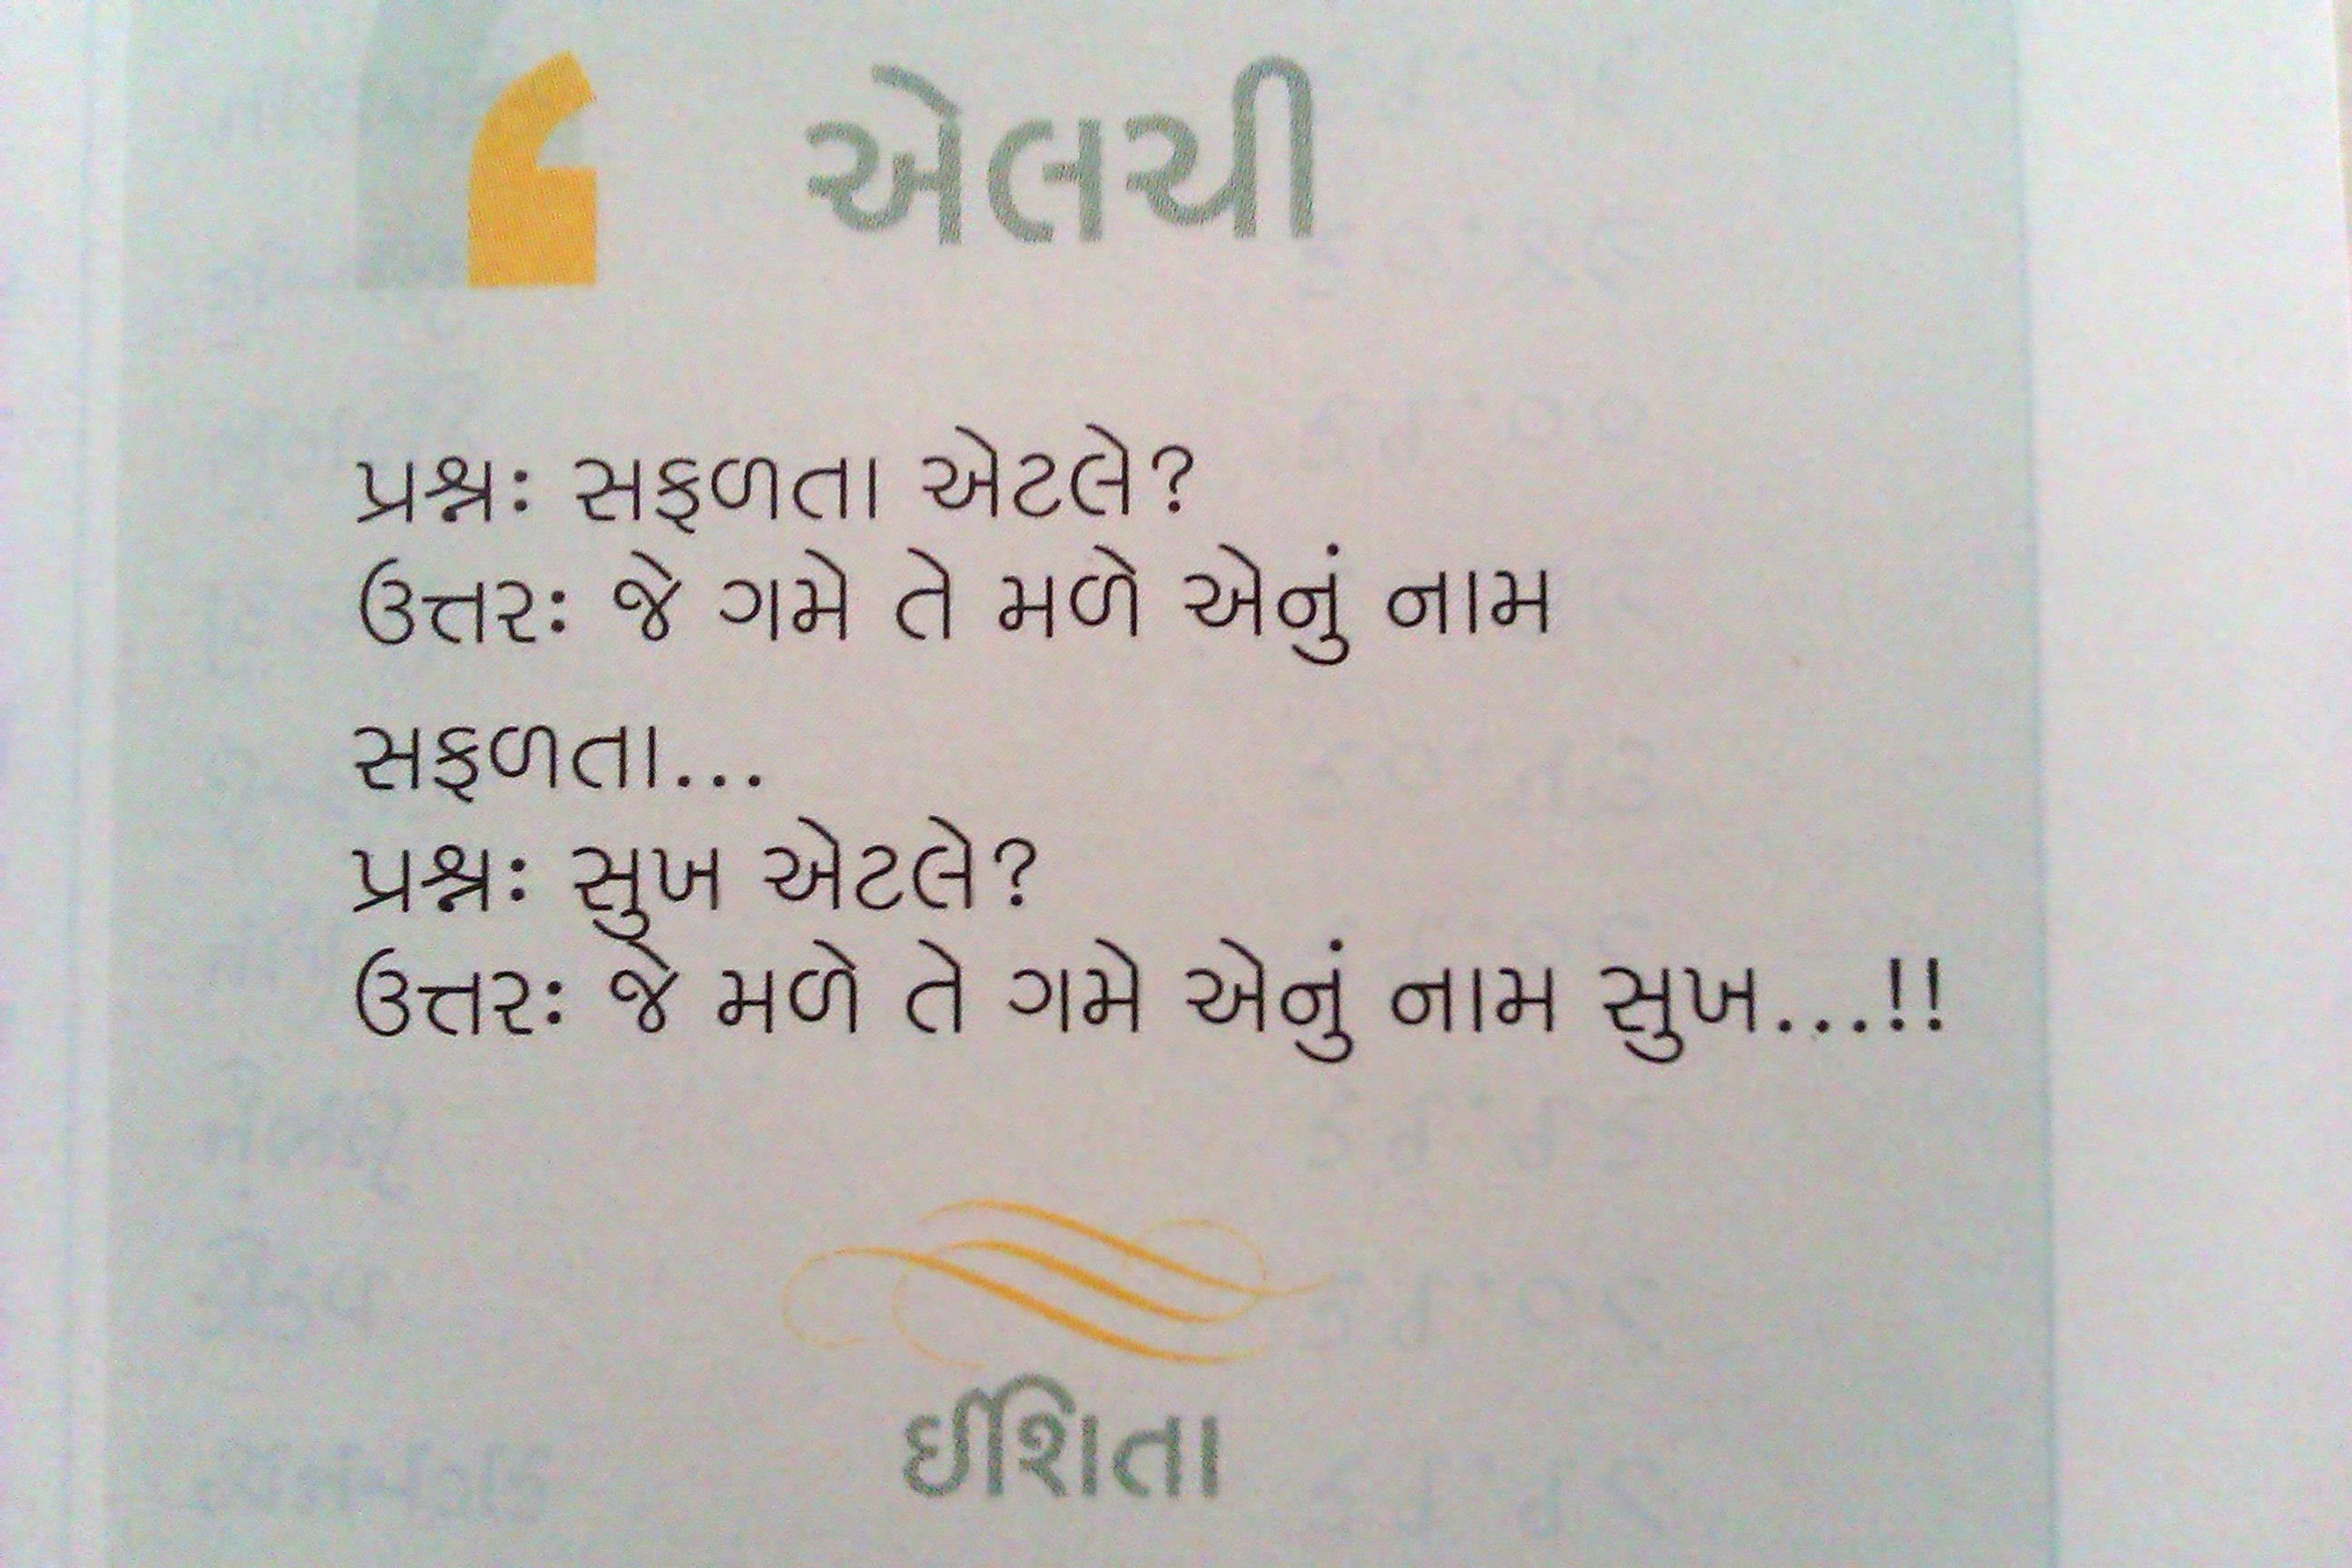 એલચી
પ્રશ્નઃ સફળતા એટલે?
ઉત્તરઃ જે ગમે તે મળે એનું નામ
સફળતા...
પ્રશ્નઃ સુખ એટલે?
ઉત્તરઃ જે મળે તે ગમે એનું નામ સુખ...!!
ઈશિતા